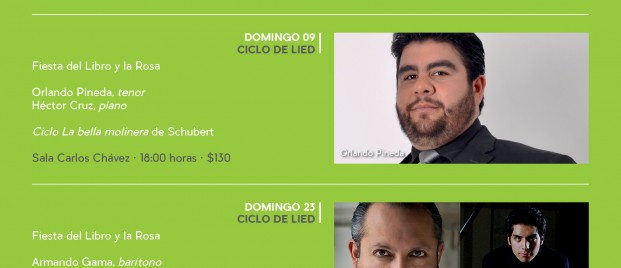 DOMINGO 09
CICLO DE LIED
Fiesta del Libro y la Rosa
Orlando Pineda, tenor
Héctor Cruz, piano
Ciclo La bella molinera de Schubert
Sala Carlos Chávez · 18:00 horas · $130
Orlando Pineda
DOMINGO 23
CICLO DE LIED
Fiesta del Libro y la Rosa
Armando Gama, barítono